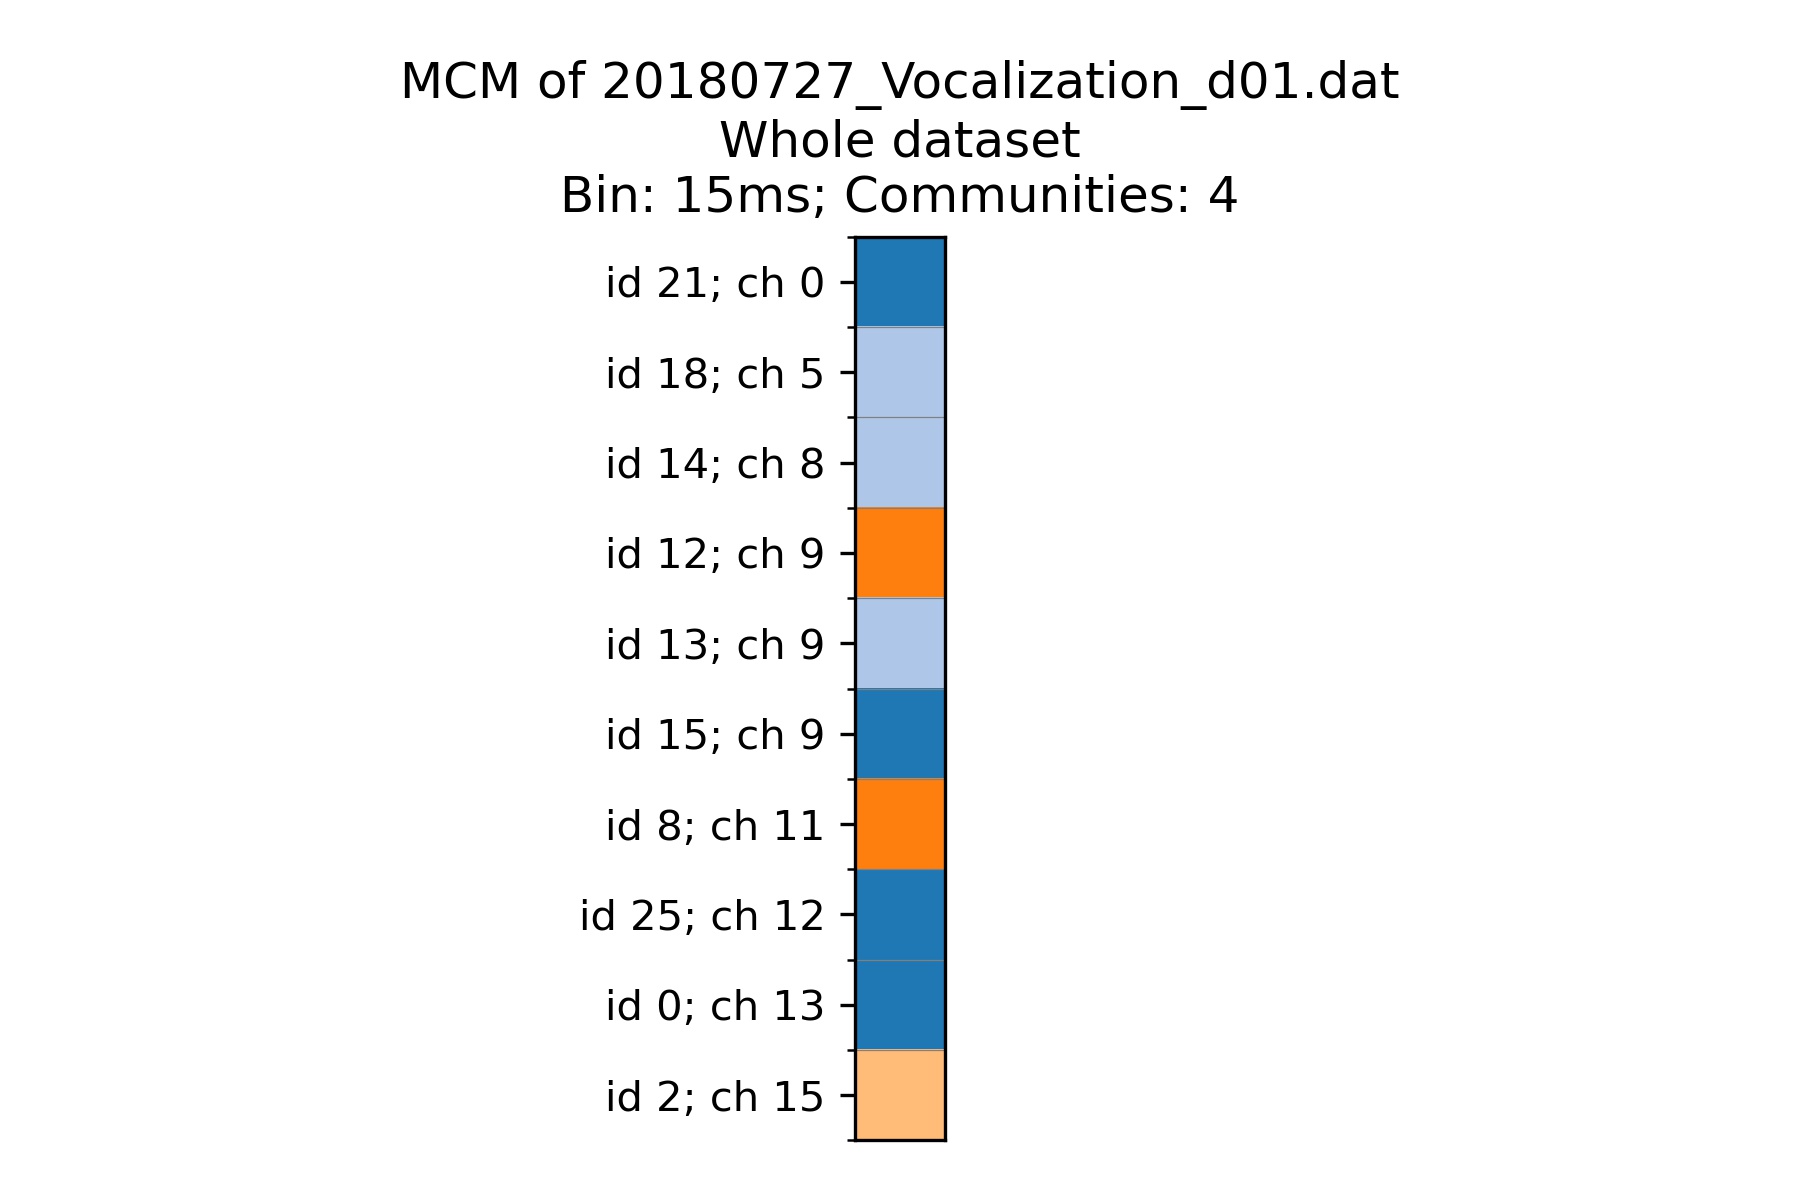 MCM of 20180727_Vocalization_d01.dat
Whole dataset
Bin: 15ms; Communities: 4
id 21; ch 0
id 18; ch 5
id 14; ch 8
id 12; ch 9
id 13; ch 9
id 15; ch 9
id 8; ch 11
id 25; ch 12
id 0; ch 13
id 2; ch 15